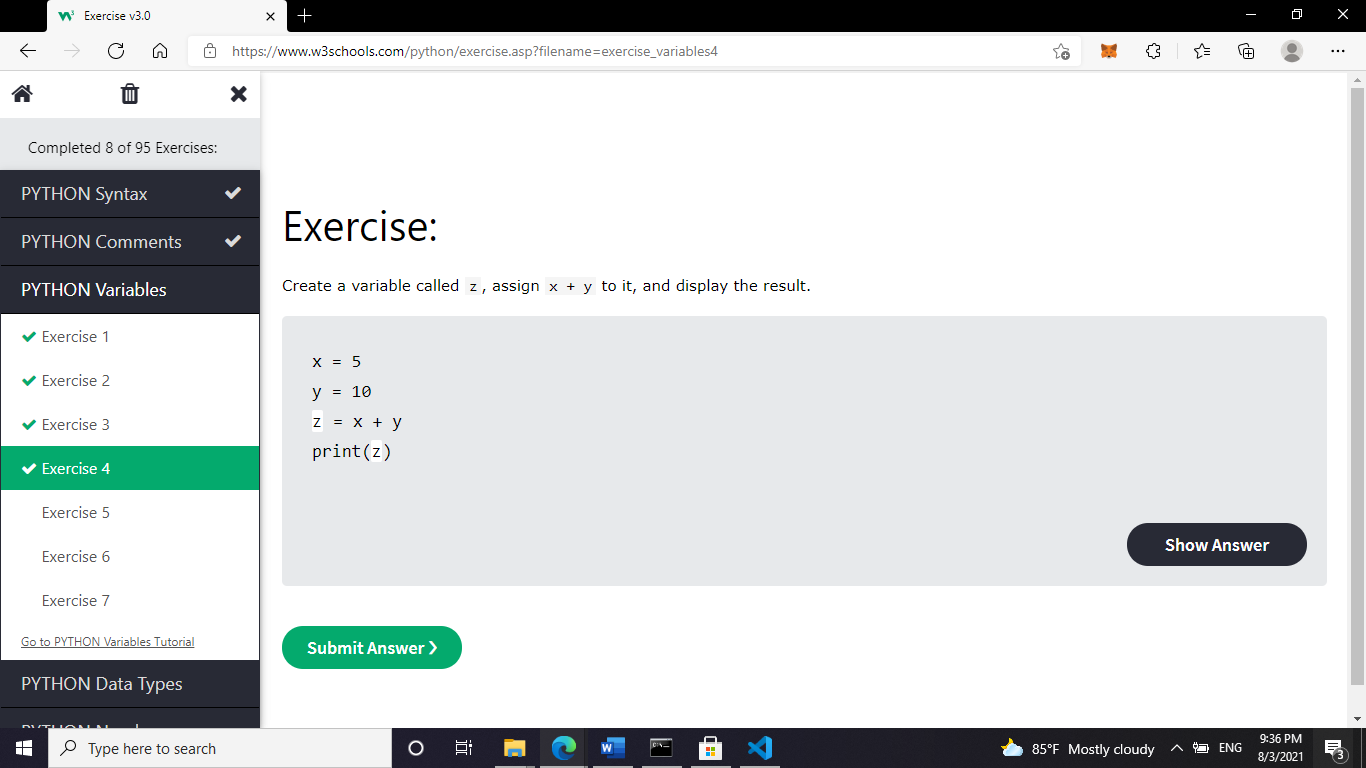 Exercise v3.0
https://www.w3schools.com/python/exercise.asp?filename=exercise_variables4
Completed 8 of 95 Exercises:
PYTHON Syntax
PYTHON Comments
PYTHON Variables
Exercise 1
Exercise 2
Exercise 3
Exercise 4
Exercise 5
Exercise 6
Exercise 7
Go to PYTHON Variables Tutorial
PYTHON Data Types
PYTHON
Exercise:
Create a variable called z, assign x + y to it, and display the result.
x = 5
y = 10
z = x + y
print(z)
Show Answer
Submit Answer ❯
Type here to search
85°F Mostly cloudy
ENG
9:36 PM
8/3/2021
3